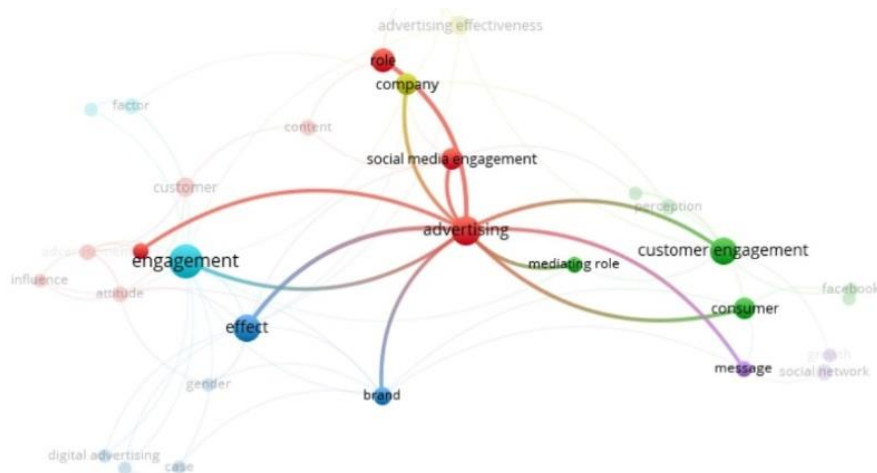 advertising effectiveness
role
company
factor
content
social media engagement
customer
perception
advertising
customer engagement
engagement
mediating role
influence
attitude
facebook
consumer
effect
growth
social network
message
gender
brand
digital advertising
case